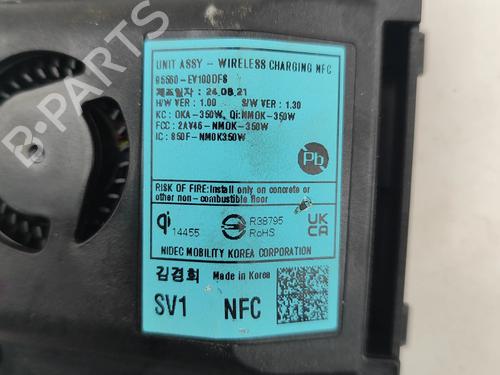 UNIT ASSY - WIRELESS CHARGING NFC
95560-EV100DFS
제조일자 : 24.08.21
H/W VER : 1.00 S/W VER : 1.30
KC : OKA-350W, Qi:NMOK-350W
FCC : 2AV46-NMOK-350W
IC : 850F-NMOK350W
Pb
RISK OF FIRE:Install only on concrete or
other non-combustible floor
qi 14455
R38795
RoHS
UK
CA
NIDEC MOBILITY KOREA CORPORATION
김경희 Made in Korea
SV1 NFC
B-PARTS